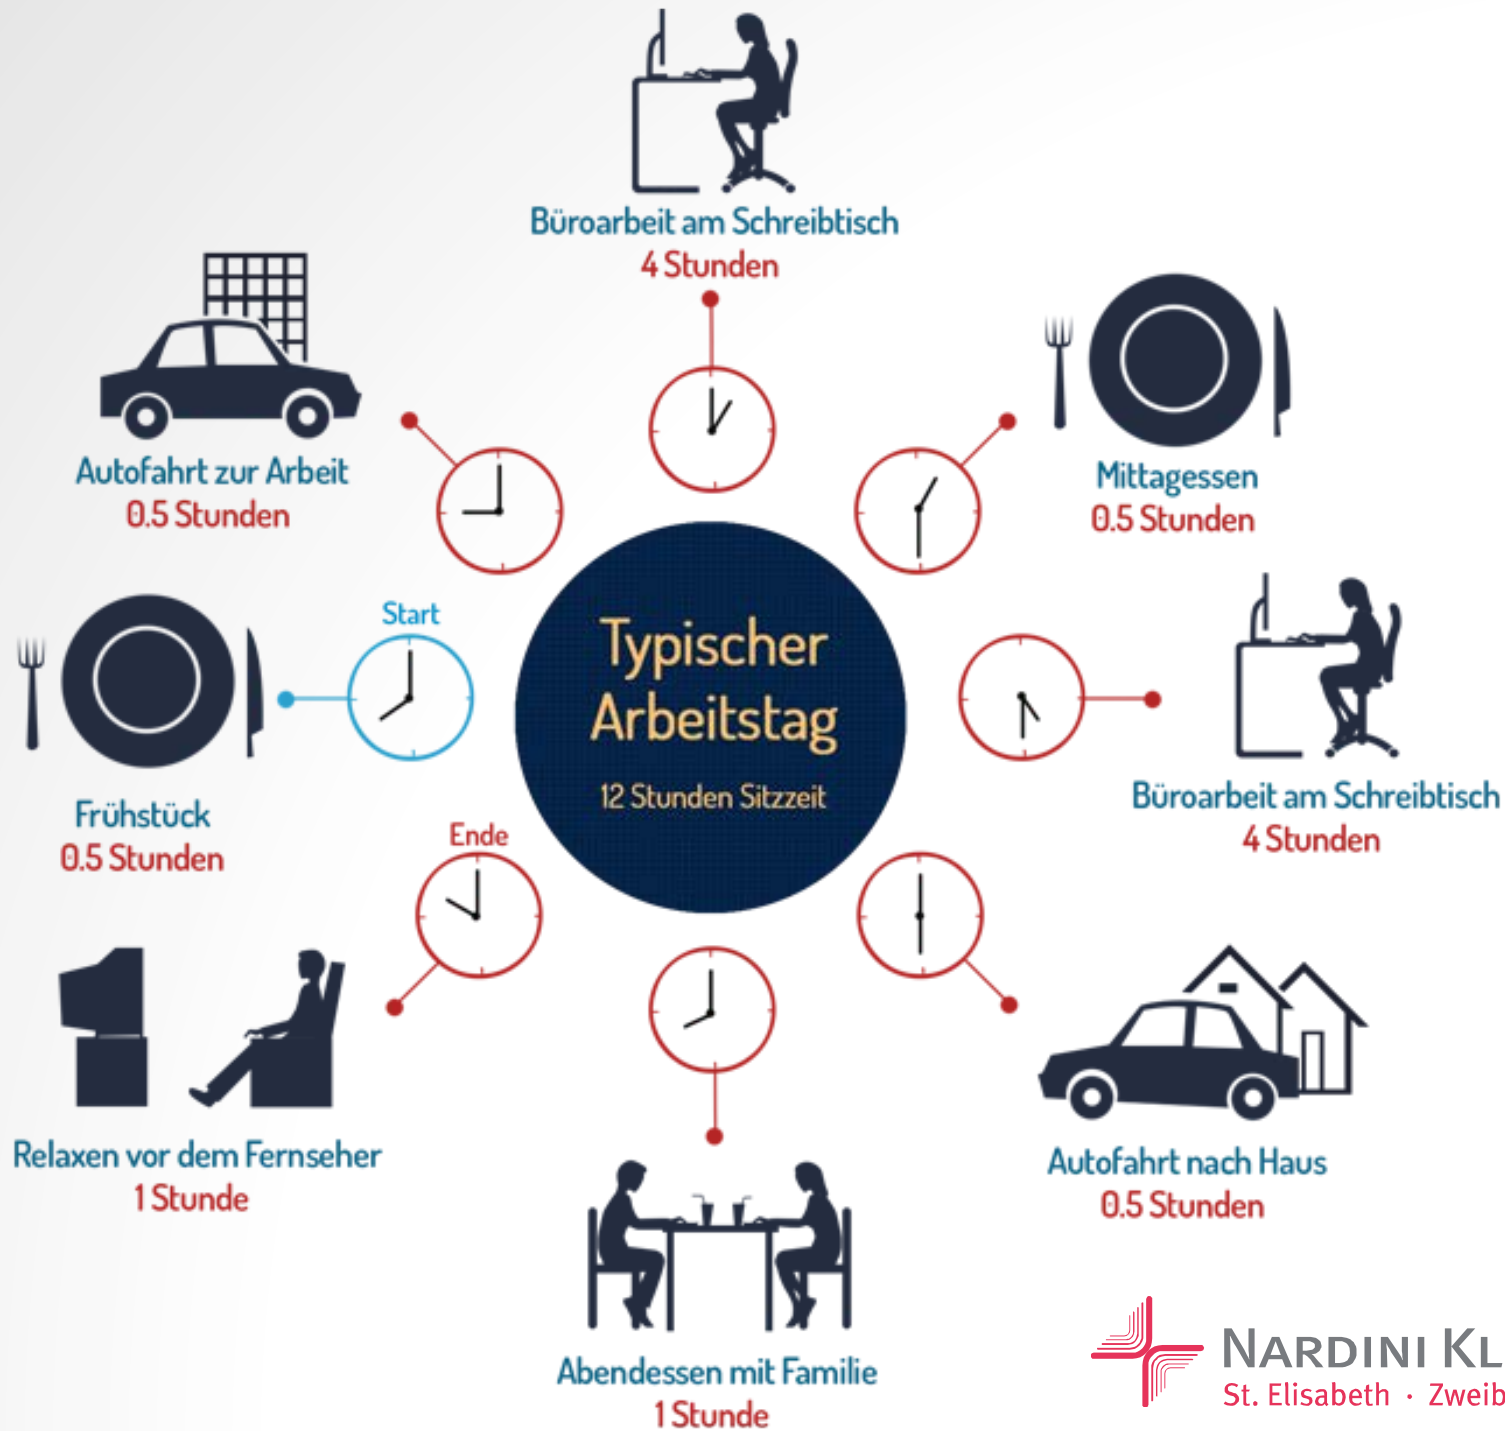 Büroarbeit am Schreibtisch
4 Stunden
Autofahrt zur Arbeit
0.5 Stunden
Mittagessen
0.5 Stunden
Start
Frühstück
0.5 Stunden
Typischer
Arbeitstag
12 Stunden Sitzzeit
Büroarbeit am Schreibtisch
4 Stunden
Ende
Relaxen vor dem Fernseher
1 Stunde
Autofahrt nach Haus
0.5 Stunden
Abendessen mit Familie
1 Stunde
NARDINI KL
St. Elisabeth · Zweib